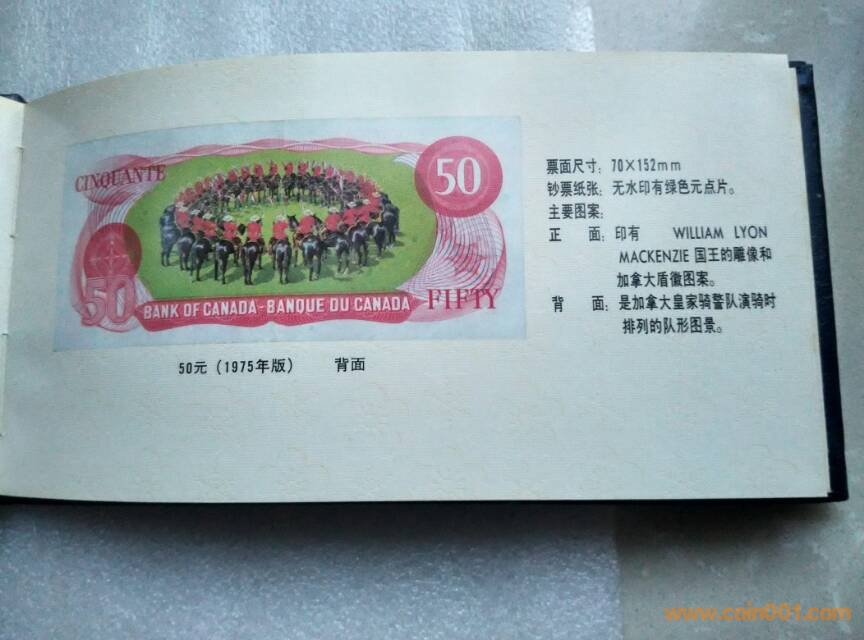 CINQUANTE
50
50
BANK OF CANADA - BANQUE DU CANADA
FIFTY
50元 (1975年版) 背面
票面尺寸: 70×152mm
钞票纸张: 无水印有绿色元点片。
主要图案:
正 面: 印有 WILLIAM LYON
MACKENZIE 国王的雕像和
加拿大盾徽图案。
背 面: 是加拿大皇家骑警队演骑时
排列的队形图景。
www.coin001.com